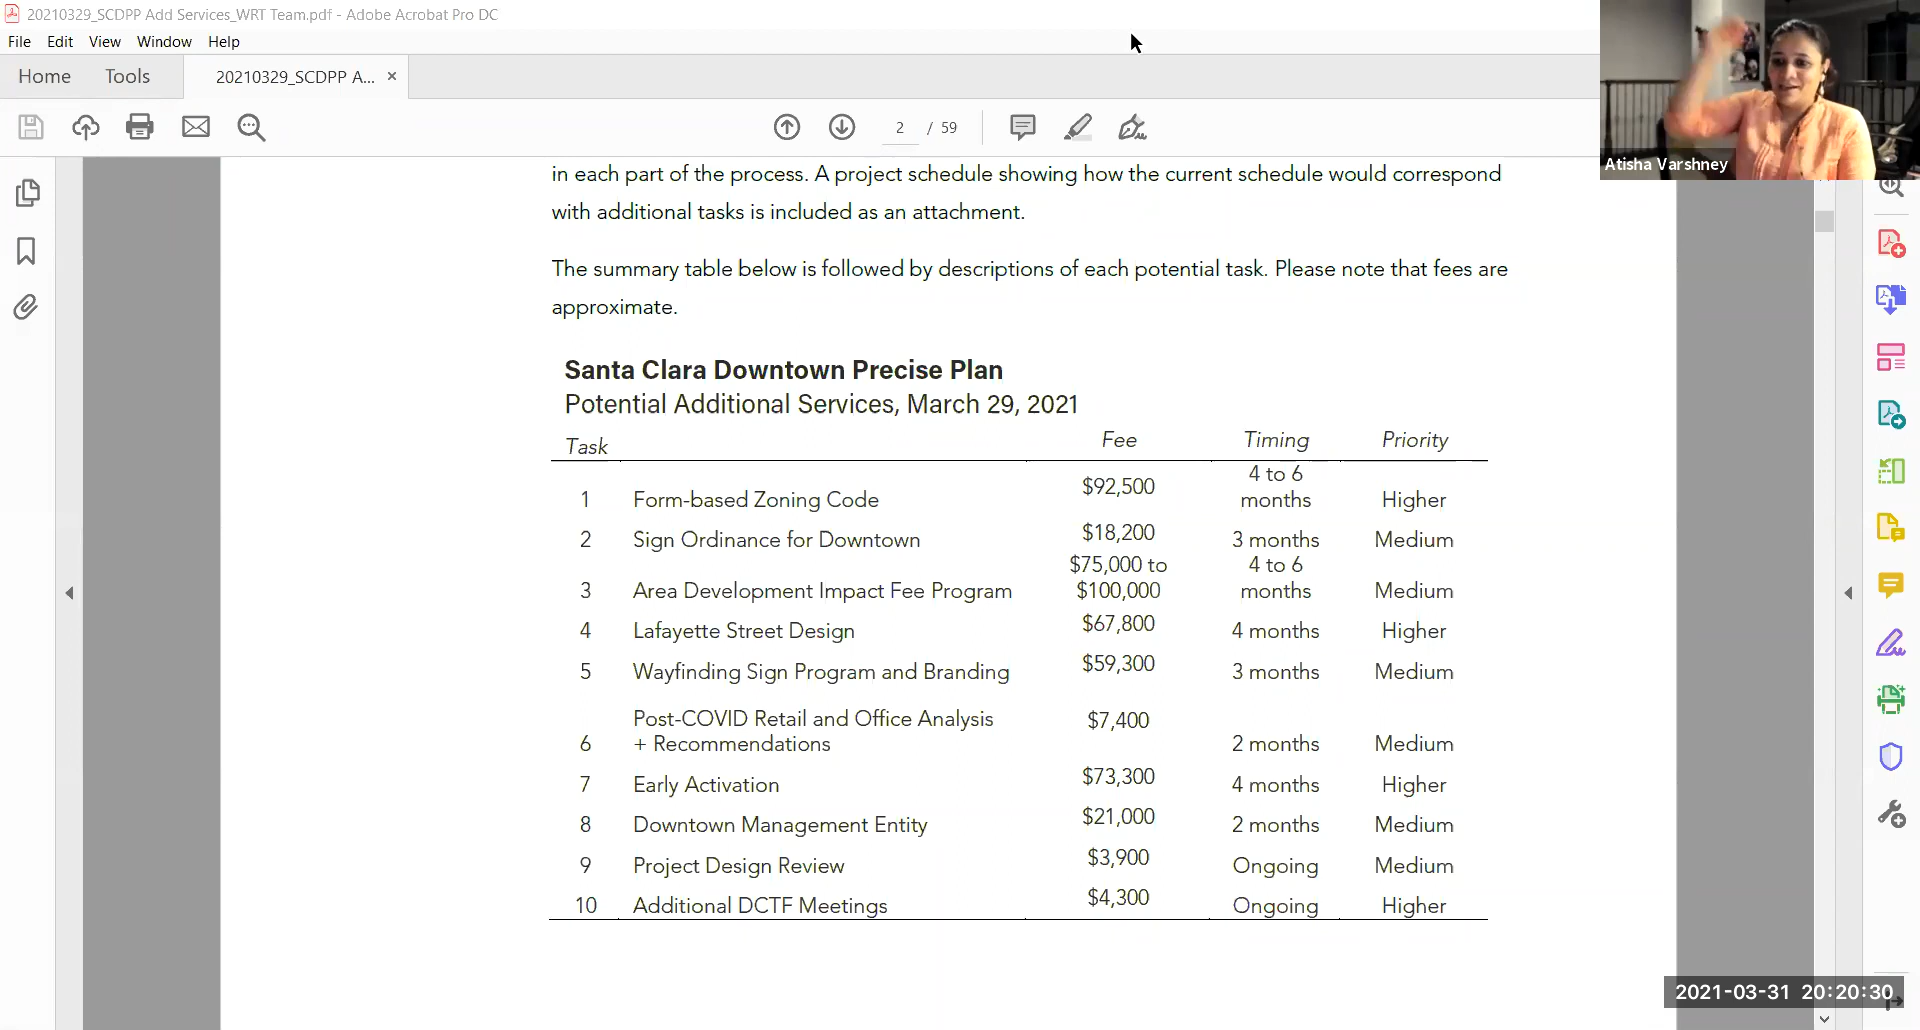 20210329_SCDPP Add Services_WRT Team.pdf - Adobe Acrobat Pro DC
File Edit View Window Help
Home Tools 20210329_SCDPP A... ×
2 / 59
Atisha Varshney
in each part of the process. A project schedule showing how the current schedule would correspond
with additional tasks is included as an attachment.
The summary table below is followed by descriptions of each potential task. Please note that fees are
approximate.
Santa Clara Downtown Precise Plan
Potential Additional Services, March 29, 2021
Task Fee Timing Priority
1 Form-based Zoning Code $92,500 4 to 6 months Higher
2 Sign Ordinance for Downtown $18,200 3 months Medium
3 Area Development Impact Fee Program $75,000 to $100,000 4 to 6 months Medium
4 Lafayette Street Design $67,800 4 months Higher
5 Wayfinding Sign Program and Branding $59,300 3 months Medium
6 Post-COVID Retail and Office Analysis + Recommendations $7,400 2 months Medium
7 Early Activation $73,300 4 months Higher
8 Downtown Management Entity $21,000 2 months Medium
9 Project Design Review $3,900 Ongoing Medium
10 Additional DCTF Meetings $4,300 Ongoing Higher
2021-03-31 20:20:30